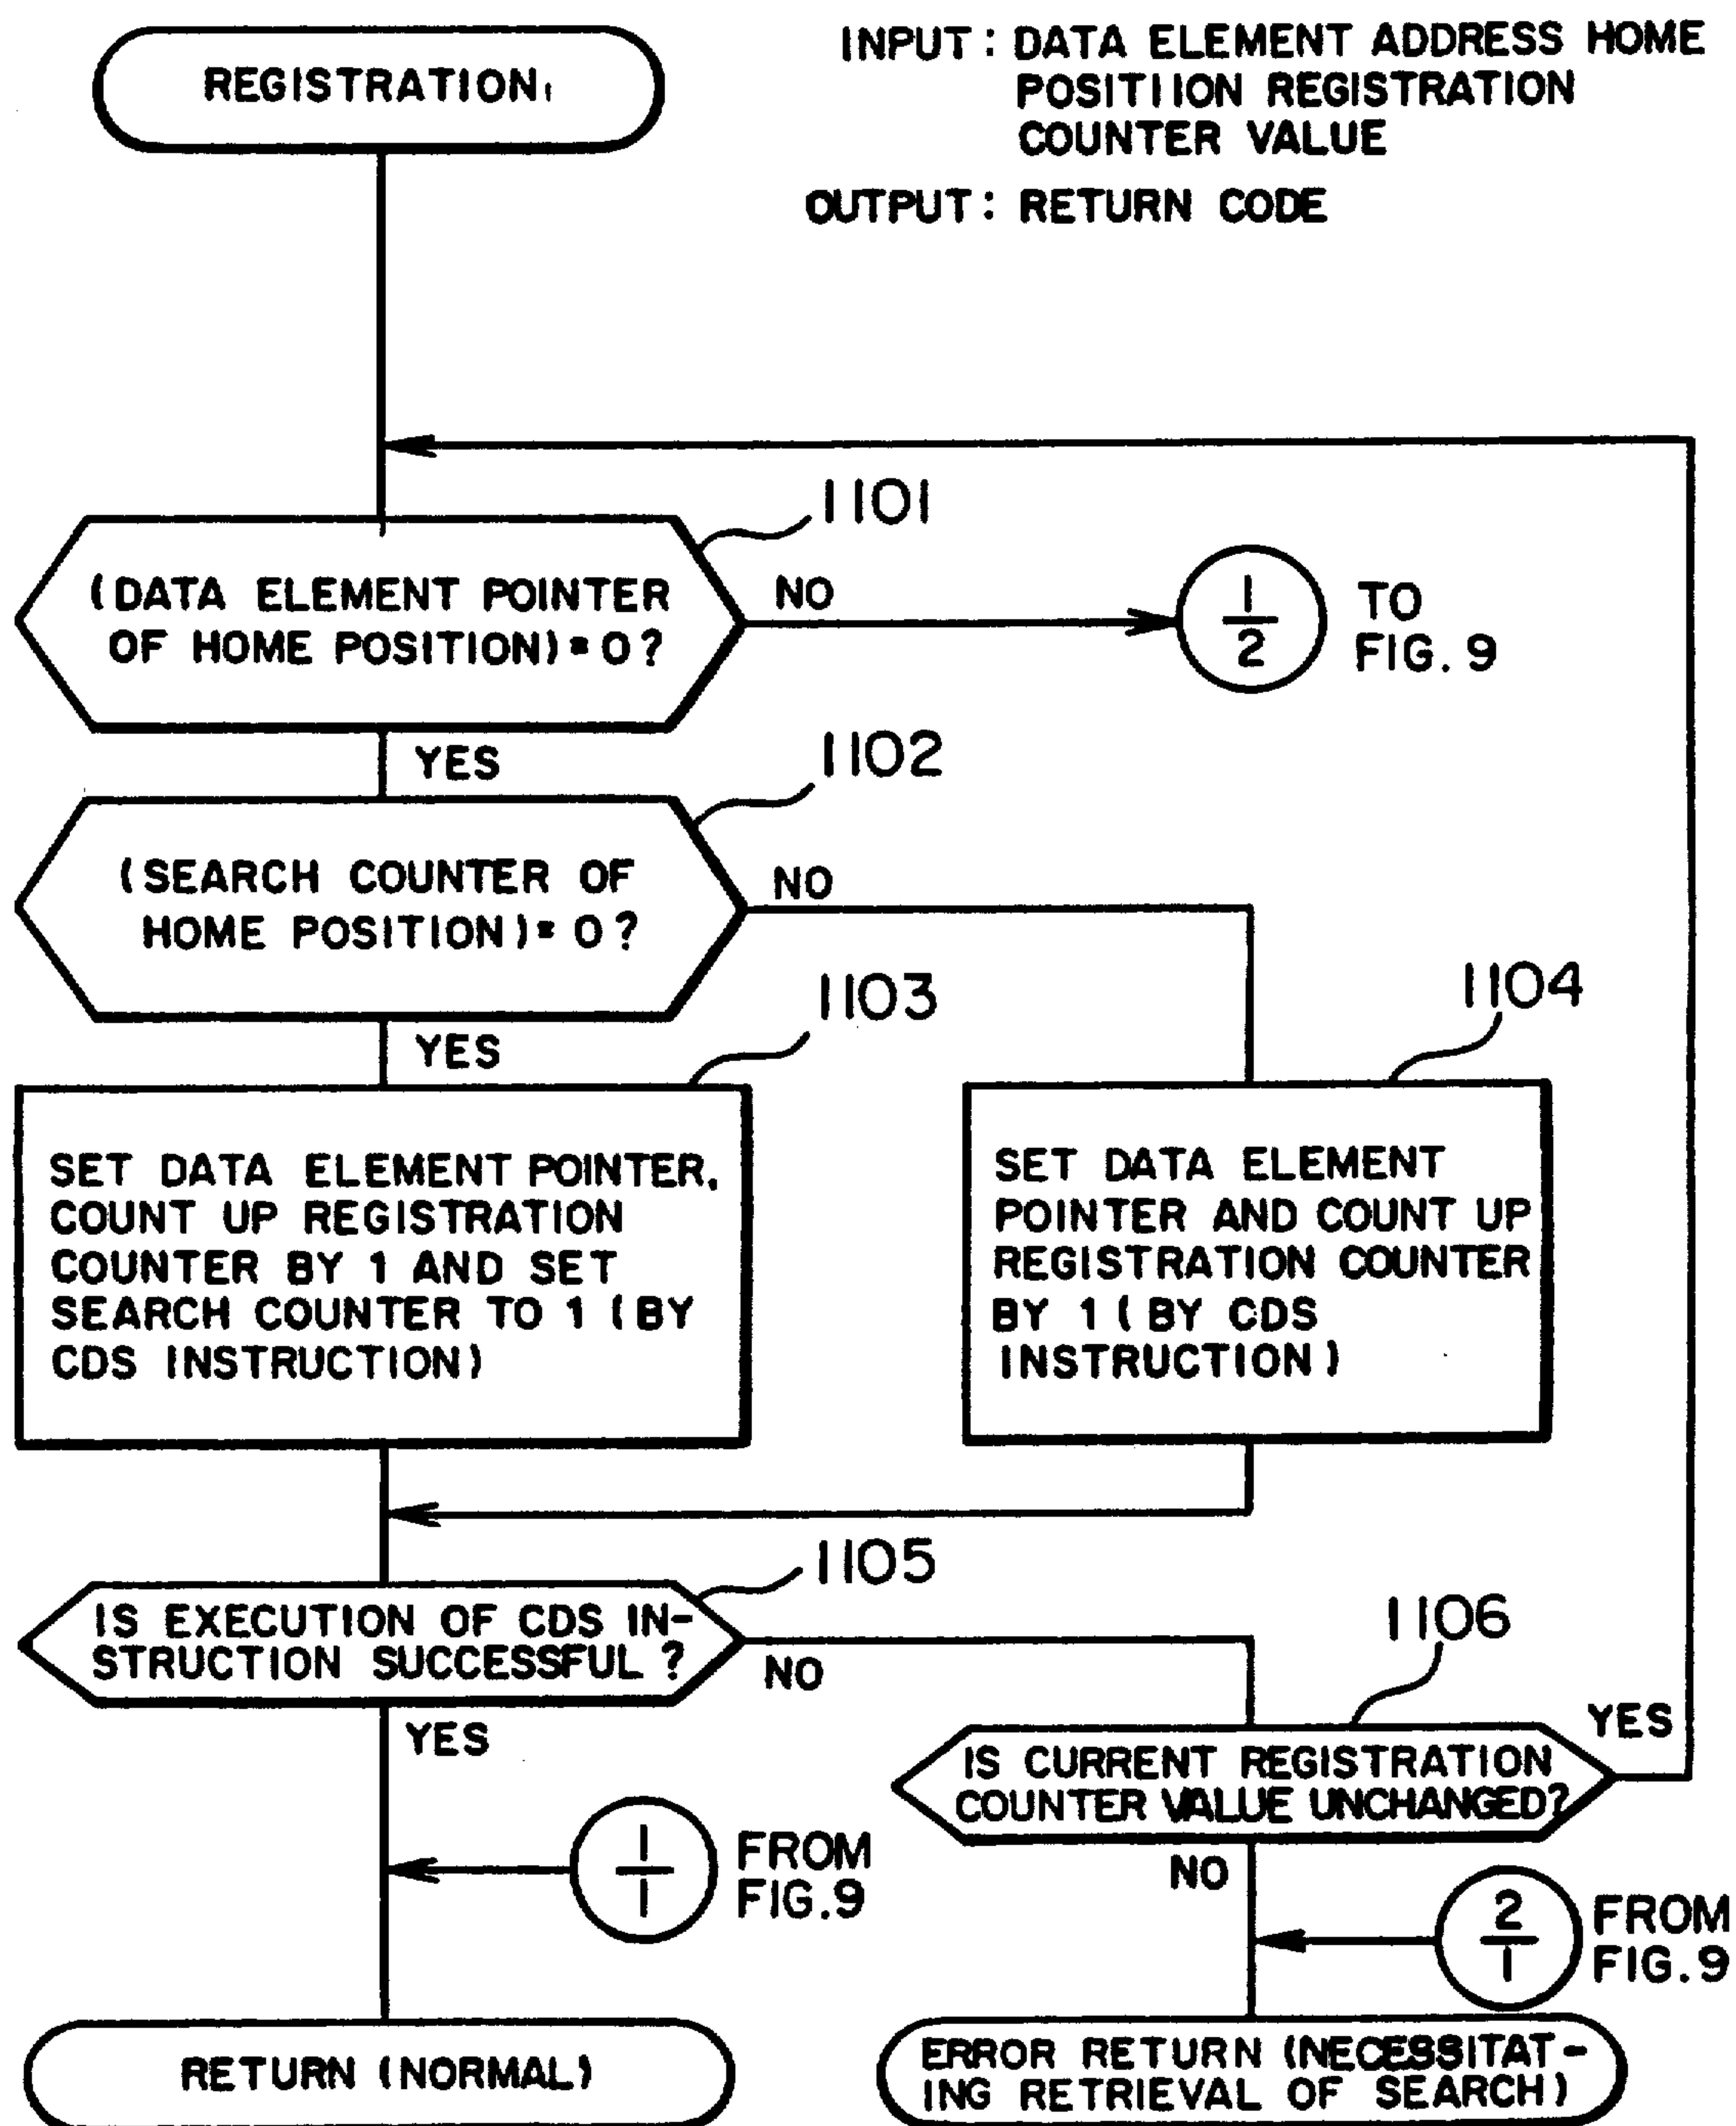 REGISTRATION
INPUT : DATA ELEMENT ADDRESS HOME
POSITIION REGISTRATION
COUNTER VALUE
OUTPUT : RETURN CODE
1101
(DATA ELEMENT POINTER
OF HOME POSITION) = 0 ?
NO
1
2
TO
FIG. 9
YES
1102
(SEARCH COUNTER OF
HOME POSITION) = 0 ?
NO
YES
1103
SET DATA ELEMENT POINTER,
COUNT UP REGISTRATION
COUNTER BY 1 AND SET
SEARCH COUNTER TO 1 (BY
CDS INSTRUCTION)
1104
SET DATA ELEMENT
POINTER AND COUNT UP
REGISTRATION COUNTER
BY 1 (BY CDS
INSTRUCTION)
1105
IS EXECUTION OF CDS IN-
STRUCTION SUCCESSFUL ?
NO
YES
1106
IS CURRENT REGISTRATION
COUNTER VALUE UNCHANGED?
YES
NO
1
1
FROM
FIG. 9
2
1
FROM
FIG. 9
RETURN (NORMAL)
ERROR RETURN (NECESSITAT-
ING RETRIEVAL OF SEARCH)